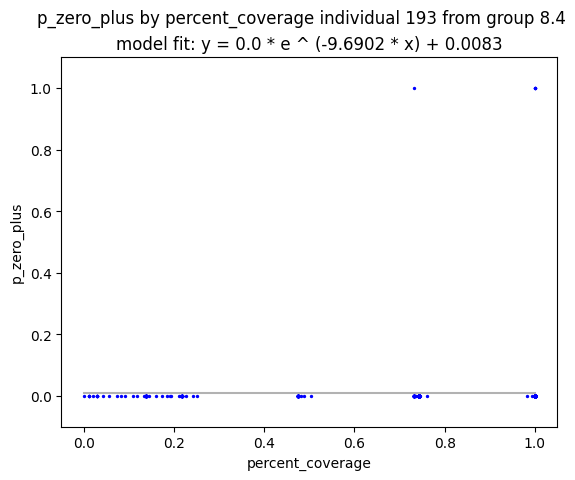 p_zero_plus by percent_coverage individual 193 from group 8.4
model fit: y = 0.0 * e ^ (-9.6902 * x) + 0.0083
1.0
0.8
0.6
0.4
0.2
0.0
p_zero_plus
0.0 0.2 0.4 0.6 0.8 1.0
percent_coverage